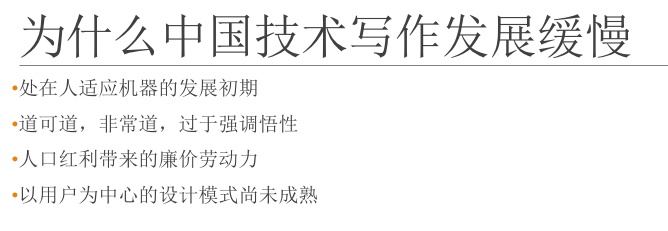 为什么中国技术写作发展缓慢
•处在人适应机器的发展初期
•道可道，非常道，过于强调悟性
•人口红利带来的廉价劳动力
•以用户为中心的设计模式尚未成熟